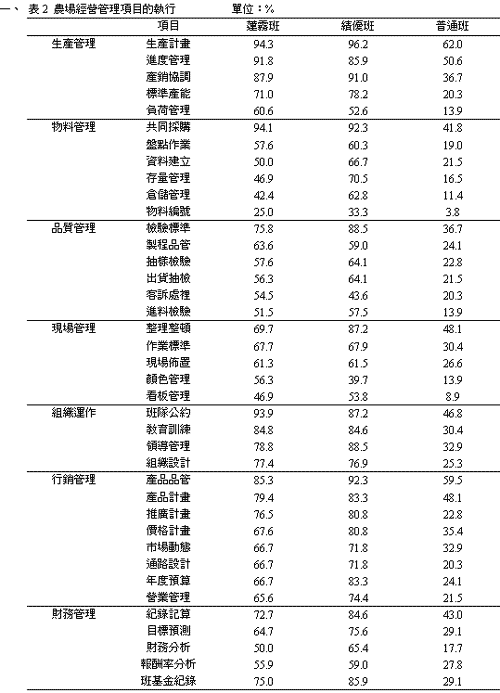 一、 表2 農場經營管理項目的執行 單位：%
項目 蓮霧班 績優班 普通班
生產管理 生產計畫 94.3 96.2 62.0
進度管理 91.8 85.9 50.6
產銷協調 87.9 91.0 36.7
標準產能 71.0 78.2 20.3
負荷管理 60.6 52.6 13.9
物料管理 共同採購 94.1 92.3 41.8
盤點作業 57.6 60.3 19.0
資料建立 50.0 66.7 21.5
存量管理 46.9 70.5 16.5
倉儲管理 42.4 62.8 11.4
物料編號 25.0 33.3 3.8
品質管理 檢驗標準 75.8 88.5 36.7
製程品管 63.6 59.0 24.1
抽樣檢驗 57.6 64.1 22.8
出貨抽檢 56.3 64.1 21.5
客訴處裡 54.5 43.6 20.3
進料檢驗 51.5 57.5 13.9
現場管理 整理整頓 69.7 87.2 48.1
作業標準 67.7 67.9 30.4
現場佈置 61.3 61.5 26.6
顏色管理 56.3 39.7 13.9
看板管理 46.9 53.8 8.9
組織運作 班隊公約 93.9 87.2 46.8
教育訓練 84.8 84.6 30.4
領導管理 78.8 88.5 32.9
組織設計 77.4 76.9 25.3
行銷管理 產品品管 85.3 92.3 59.5
產品計畫 79.4 83.3 48.1
推廣計畫 76.5 80.8 22.8
價格計畫 67.6 80.8 35.4
市場動態 66.7 71.8 32.9
通路設計 66.7 71.8 20.3
年度預算 66.7 83.3 24.1
營業管理 65.6 74.4 21.5
財務管理 紀錄記算 72.7 84.6 43.0
目標預測 64.7 75.6 29.1
財務分析 50.0 65.4 17.7
報酬率分析 55.9 59.0 27.8
班基金紀錄 75.0 85.9 29.1